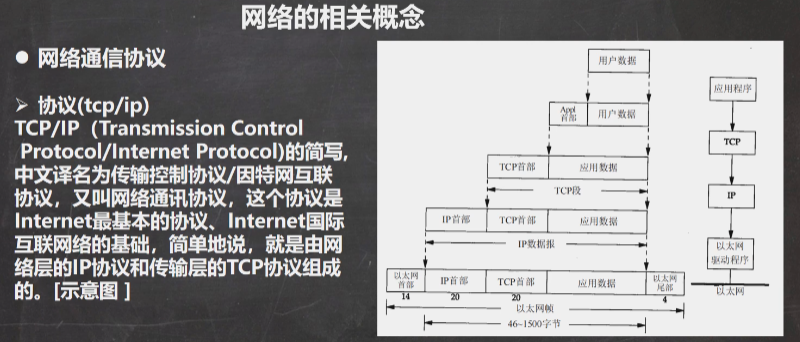 网络的相关概念
● 网络通信协议
➢ 协议(tcp/ip)
TCP/IP（Transmission Control
Protocol/Internet Protocol)的简写,
中文译名为传输控制协议/因特网互联
协议，又叫网络通讯协议，这个协议是
Internet最基本的协议、Internet国际
互联网络的基础，简单地说，就是由网
络层的IP协议和传输层的TCP协议组成
的。[示意图 ]
用户数据
应用程序
Appl
首部
用户数据
TCP
TCP首部
应用数据
TCP段
IP
IP首部
TCP首部
应用数据
IP数据报
以太网
驱动程序
以太网
首部
IP首部
TCP首部
应用数据
以太网
尾部
以太网
14
20
20
4
以太网帧
46~1500字节